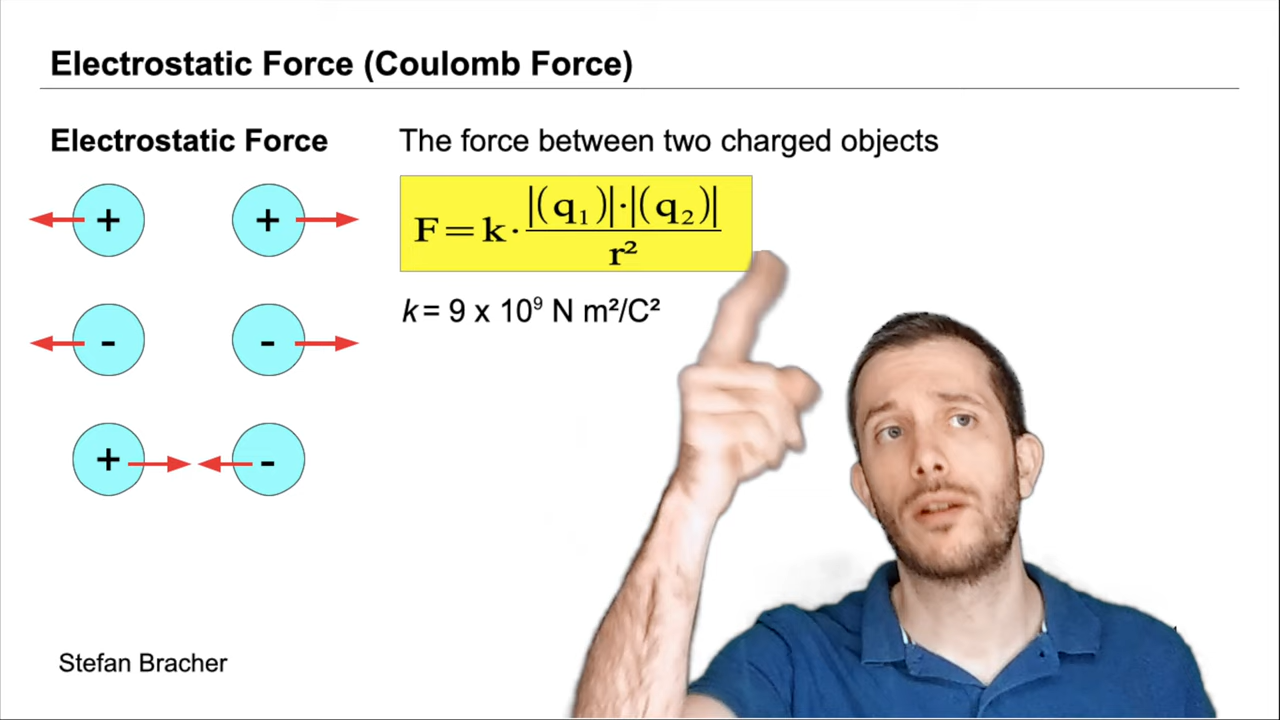 Electrostatic Force (Coulomb Force)
Electrostatic Force
The force between two charged objects
+ +
F=k·|(q₁)|·|(q₂)|/r²
k = 9 x 10⁹ N m²/C²
- -
+ -
Stefan Bracher